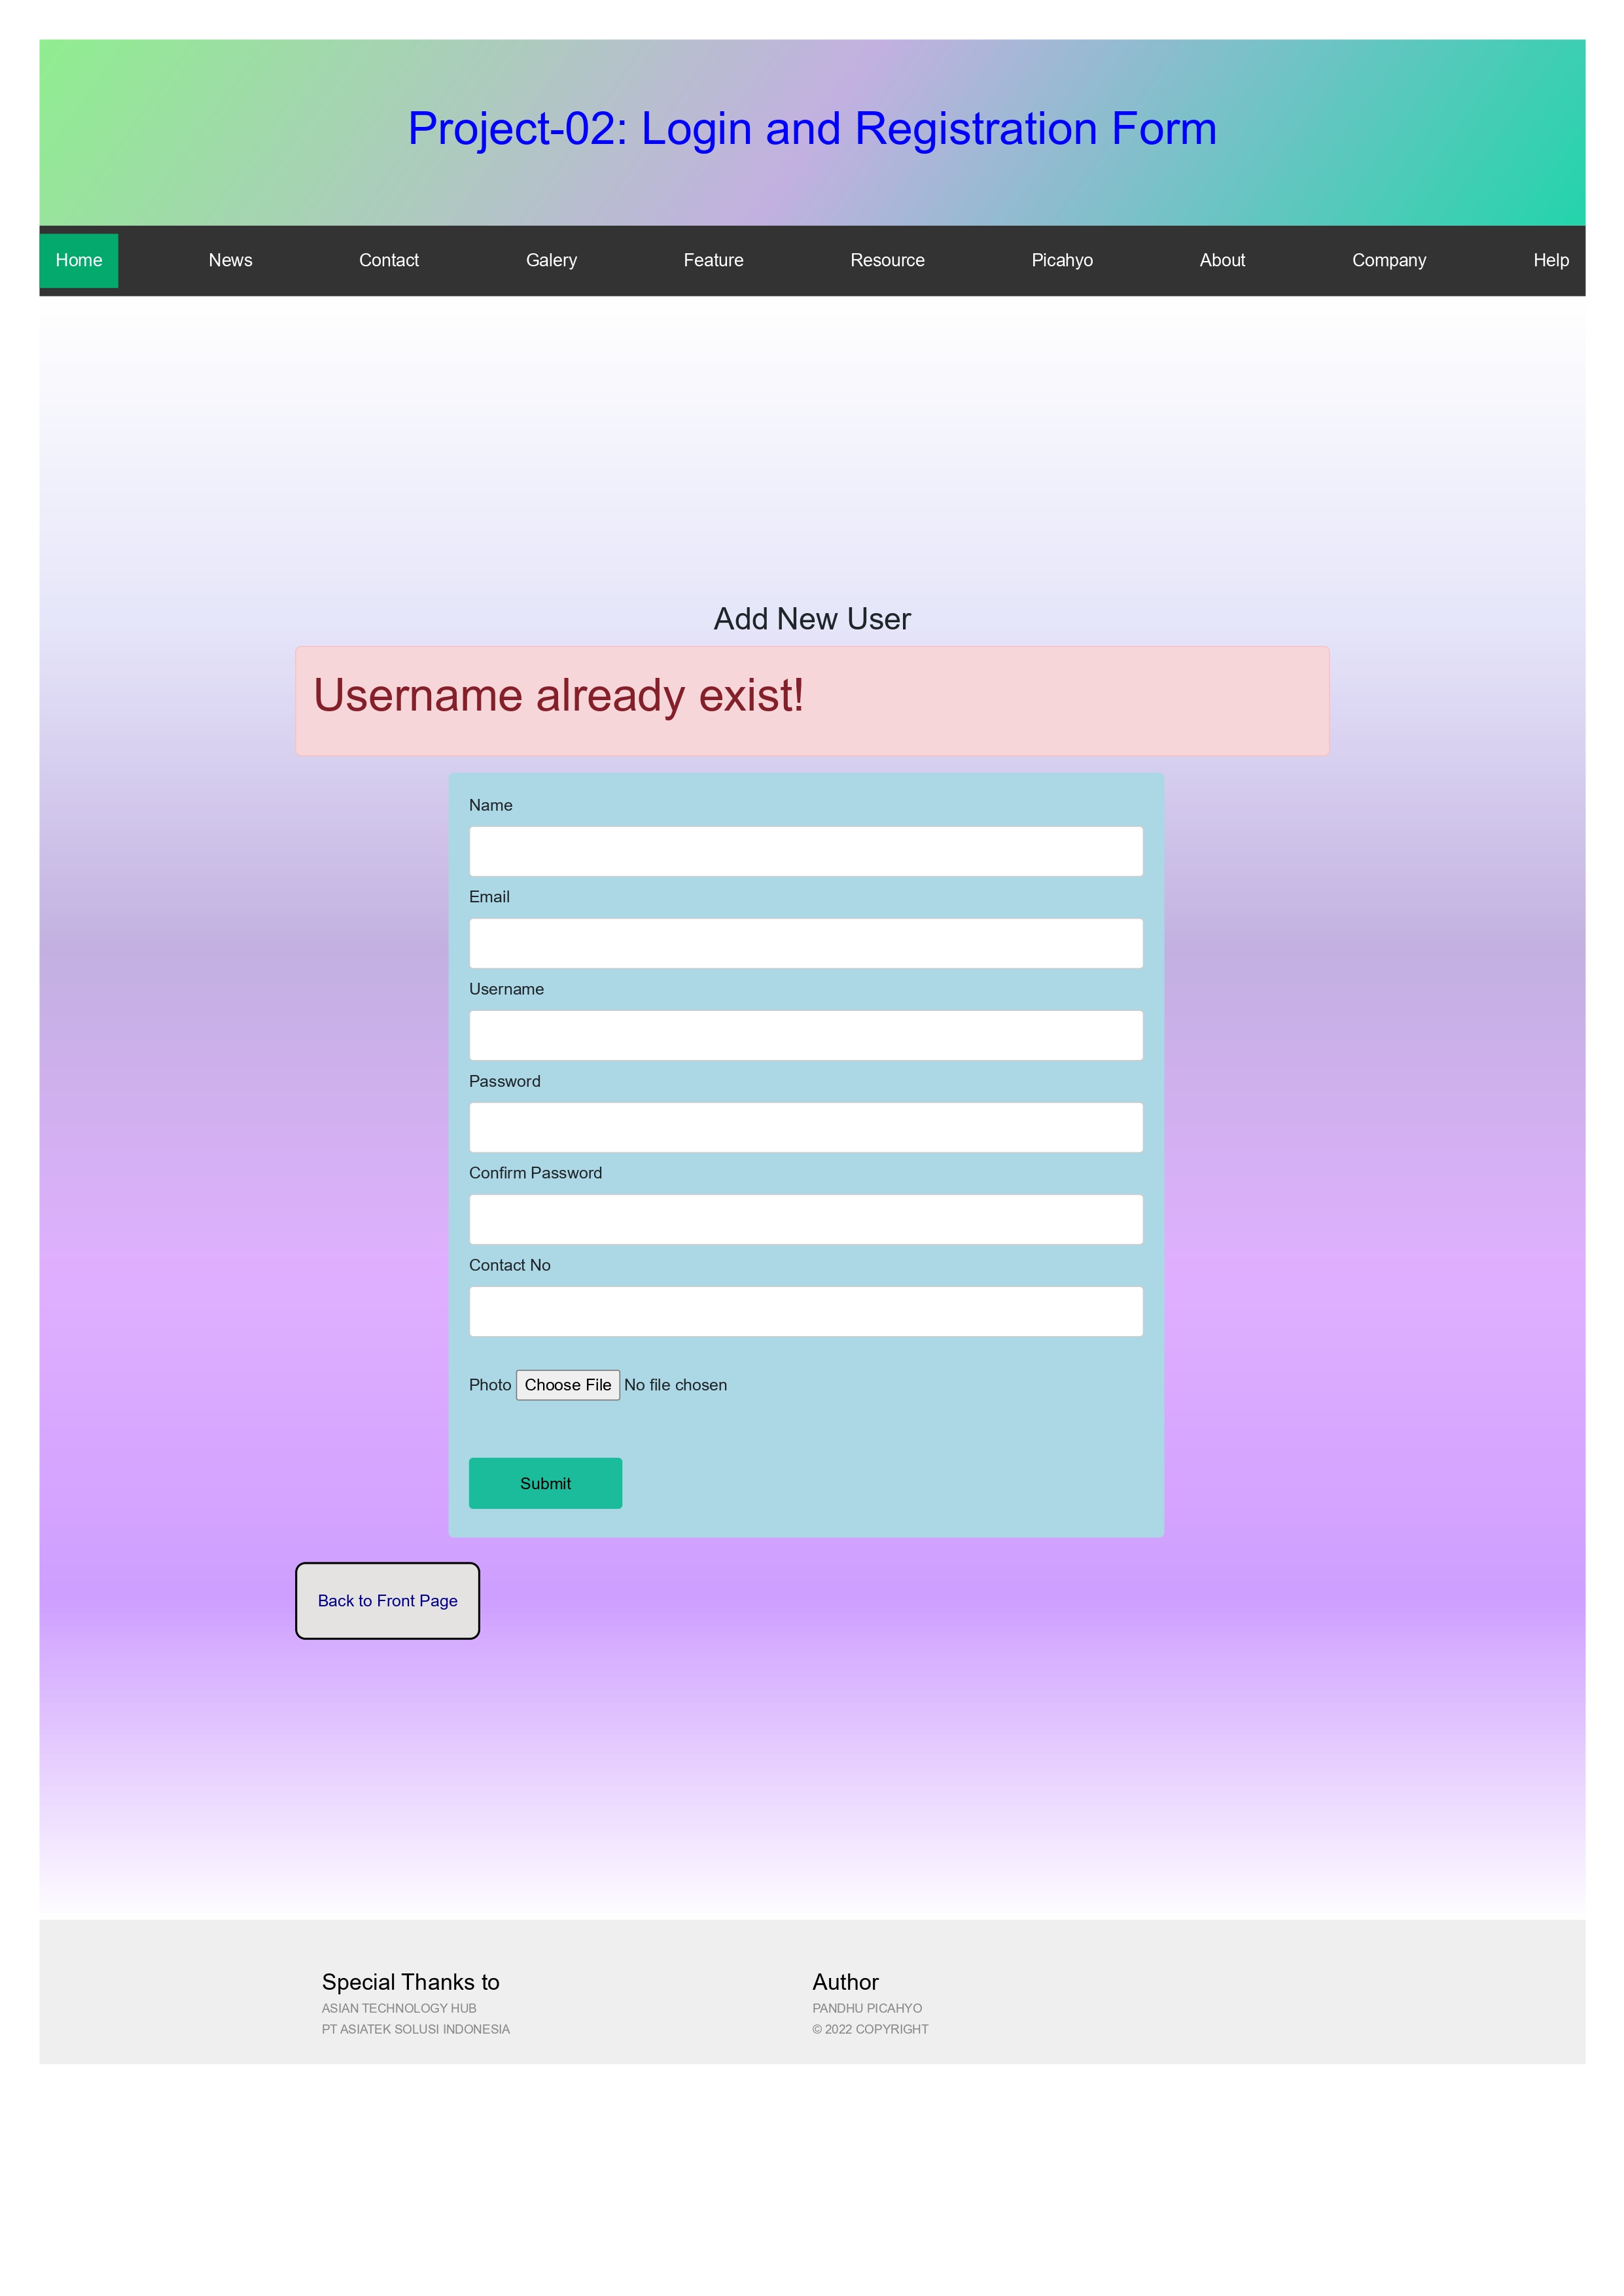 Project-02: Login and Registration Form
Home News Contact Galery Feature Resource Picahyo About Company Help
Add New User
Username already exist!
Name
Email
Username
Password
Confirm Password
Contact No
Photo Choose File No file chosen
Submit
Back to Front Page
Special Thanks to
ASIAN TECHNOLOGY HUB
PT ASIATEK SOLUSI INDONESIA
Author
PANDHU PICAHYO
© 2022 COPYRIGHT